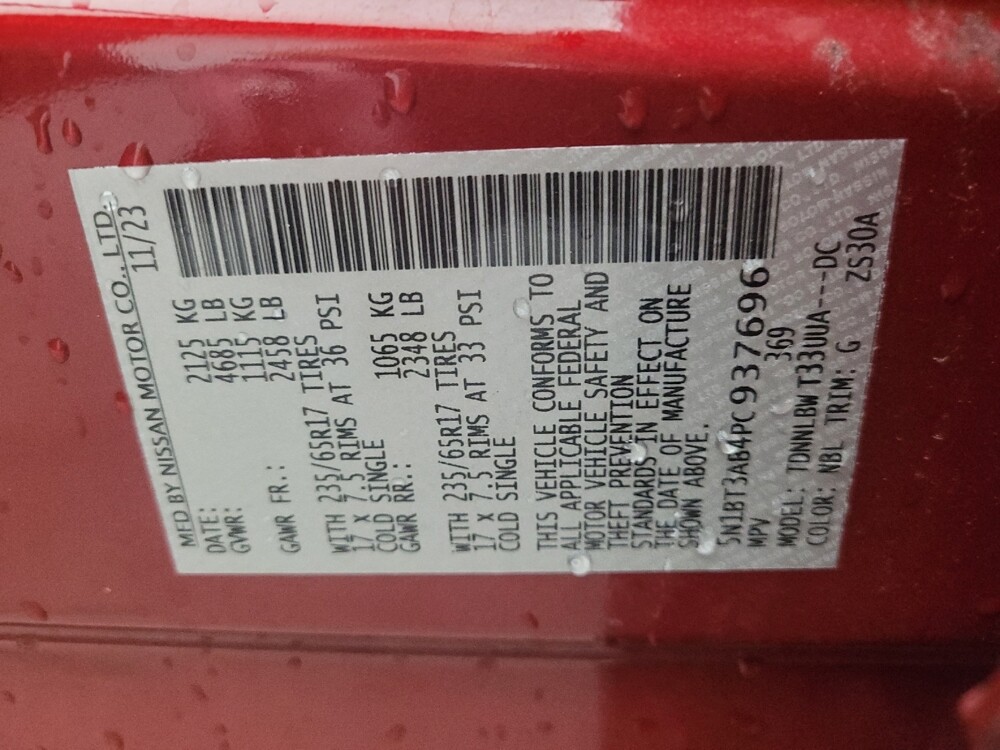 MFD BY NISSAN MOTOR CO., LTD.
DATE: 11/23
GVWR: 2125 KG
4685 LB
GAWR FR.: 1115 KG
2458 LB
WITH 235/65R17 TIRES
17 X 7.5 RIMS AT 36 PSI
COLD SINGLE
GAWR RR.: 1065 KG
2348 LB
WITH 235/65R17 TIRES
17 X 7.5 RIMS AT 33 PSI
COLD SINGLE
THIS VEHICLE CONFORMS TO
ALL APPLICABLE FEDERAL
MOTOR VEHICLE SAFETY AND
THEFT PREVENTION
STANDARDS IN EFFECT ON
THE DATE OF MANUFACTURE
SHOWN ABOVE.
5N1BT3AB4PC937696
MPV 369
MODEL: TDNNLBW T33UUA---DC
COLOR: NBL TRIM: G ZS30A